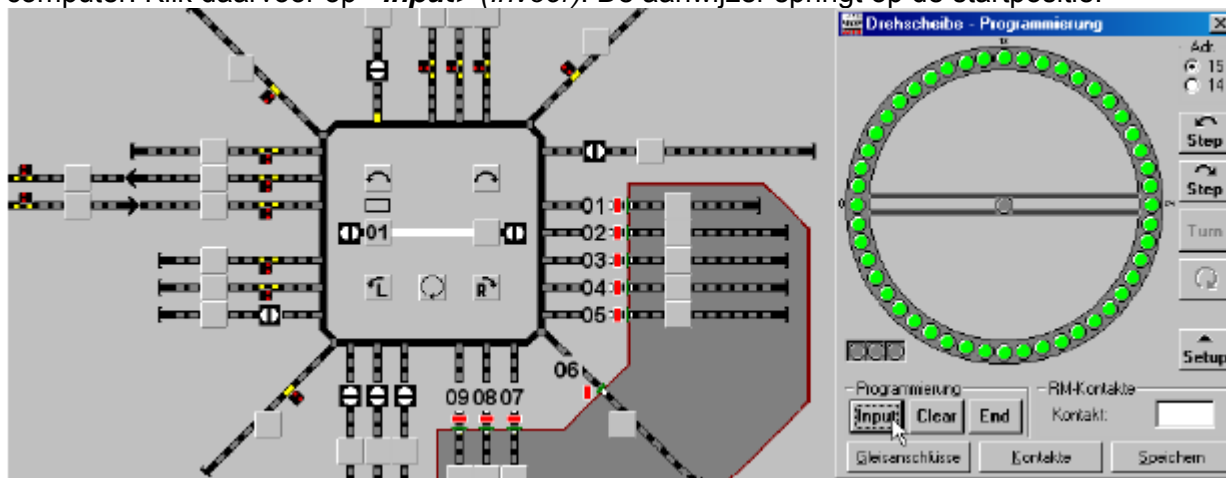 computer. Klik daarvoor op <Input> (invoer). De aanwijzer springt op de startpositie.
Drehscheibe - Programmierung
Adr.
15
14
Step
Step
Turn
Setup
01
02
03
04
05
06
09 08 07
01
L
R
0
Programmierung
Input Clear End
RM-Kontakte
Kontakt:
Gleisanschlüsse Kontakte Speichern